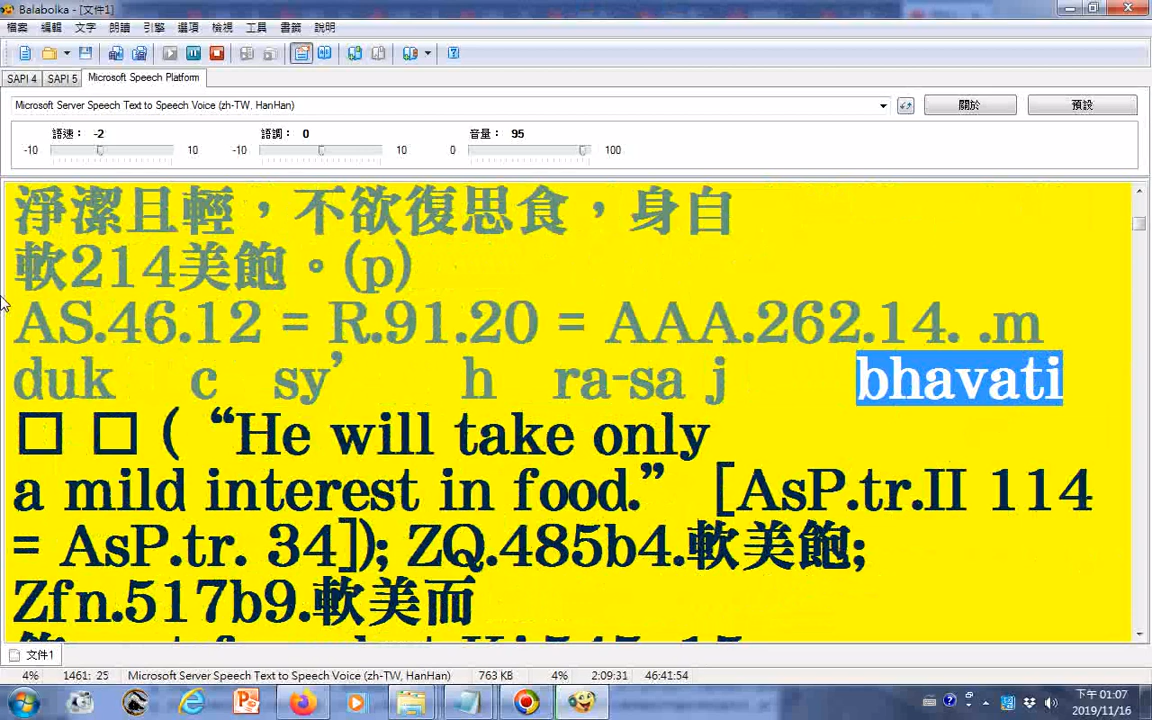 Balabolka - [文件1]
檔案 編輯 文字 朗讀 引擎 選項 檢視 工具 書籤 說明
SAPI 4 SAPI 5 Microsoft Speech Platform
Microsoft Server Speech Text to Speech Voice (zh-TW, HanHan) 關於 預設
語速： -2 語調： 0 音量： 95
-10 10 -10 10 0 100
淨潔且輕，不欲復思食，身白
軟214美飽。(p)
AS.46.12 = R.91.20 = AAA.262.14. .m
duk c sy’ h ra-sa j bhavati
□ □ ( “He will take only
a mild interest in food.” [AsP.tr.II 114
= AsP.tr. 34]); ZQ.485b4.軟美飽;
Zfn.517b9.軟美而
文件1
4% 1461: 25 Microsoft Server Speech Text to Speech Voice (zh-TW, HanHan) 763 KB 4% 2:09:31 46:41:54
下午 01:07
2019/11/16